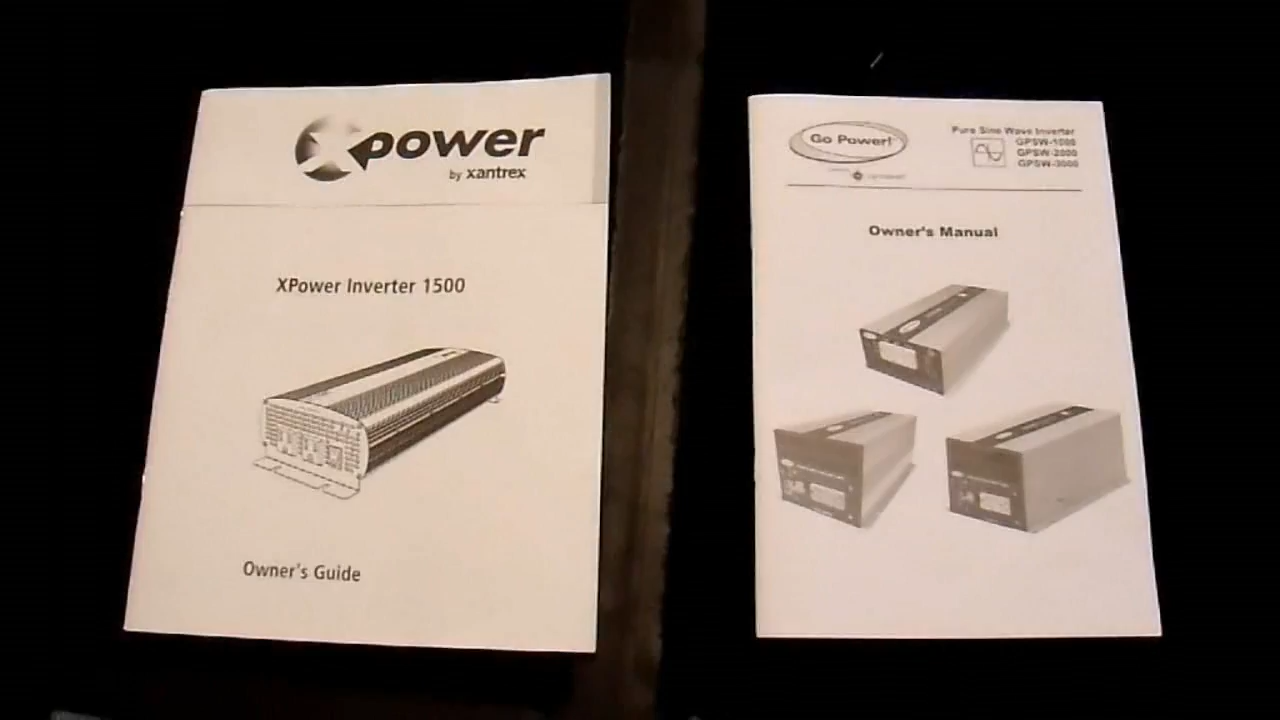 Xpower
by xantrex
XPower Inverter 1500
Owner's Guide
Go Power!
Pure Sine Wave Inverter
GPSW-1000
GPSW-2000
GPSW-3000
Owner's Manual